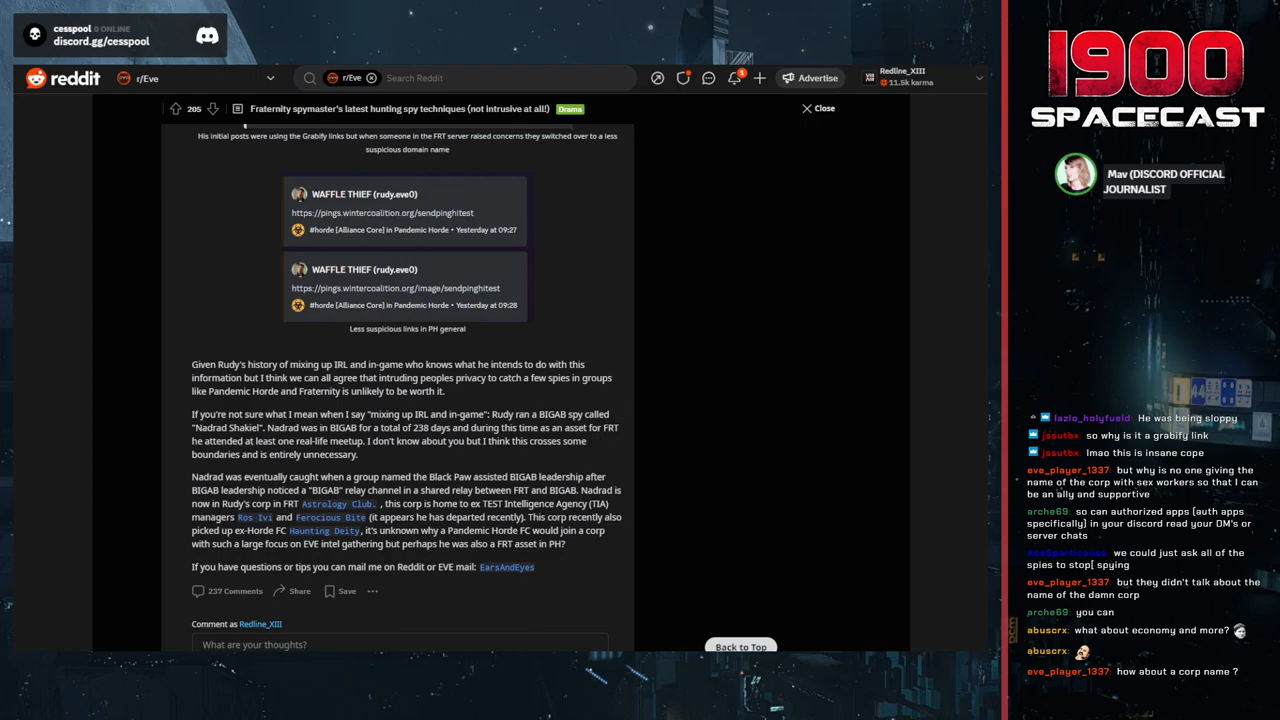 cesspool 0 ONLINE
discord.gg/cesspool
reddit
r/Eve
r/Eve
Search Reddit
Advertise
Redline_XIII
11.5k karma
205
Fraternity spymaster's latest hunting spy techniques (not intrusive at all!)
Drama
Close
His initial posts were using the Grabify links but when someone in the FRT server raised concerns they switched over to a less
suspicious domain name
WAFFLE THIEF (rudy.eve0)
https://pings.wintercoalition.org/sendpinghitest
#horde [Alliance Core] in Pandemic Horde • Yesterday at 09:27
WAFFLE THIEF (rudy.eve0)
https://pings.wintercoalition.org/image/sendpinghitest
#horde [Alliance Core] in Pandemic Horde • Yesterday at 09:28
Less suspicious links in PH general
Given Rudy's history of mixing up IRL and in-game who knows what he intends to do with this
information but I think we can all agree that intruding peoples privacy to catch a few spies in groups
like Pandemic Horde and Fraternity is unlikely to be worth it.
If you're not sure what I mean when I say "mixing up IRL and in-game": Rudy ran a BIGAB spy called
"Nadrad Shakiel". Nadrad was in BIGAB for a total of 238 days and during this time as an asset for FRT
he attended at least one real-life meetup. I don't know about you but I think this crosses some
boundaries and is entirely unnecessary.
Nadrad was eventually caught when a group named the Black Paw assisted BIGAB leadership after
BIGAB leadership noticed a "BIGAB" relay channel in a shared relay between FRT and BIGAB. Nadrad is
now in Rudy's corp in FRT Astrology Club. , this corp is home to ex TEST Intelligence Agency (TIA)
managers Ros Ivi and Ferocious Bite (it appears he has departed recently). This corp recently also
picked up ex-Horde FC Haunting Deity, it's unknown why a Pandemic Horde FC would join a corp
with such a large focus on EVE intel gathering but perhaps he was also a FRT asset in PH?
If you have questions or tips you can mail me on Reddit or EVE mail: EarsAndEyes
237 Comments
Share
Save
Comment as Redline_XIII
What are your thoughts?
Back to Top
1900
SPACECAST
Mav (DISCORD OFFICIAL
JOURNALIST
lazlo_holyfueld He was being sloppy
jssutbx: so why is it a grabify link
jssutbx: lmao this is insane cope
eve_player_1337: but why is no one giving the
name of the corp with sex workers so that I can
be an ally and supportive
archo69: so can authorized apps [auth apps
specifically] in your discord read your DM's or
server chats
we could just ask all of the
spies to stop[ spying
eve_player_1337: but they didn't talk about the
name of the damn corp
archo69: you can
abuscrx: what about economy and more?
abuscrx:
eve_player_1337: how about a corp name ?